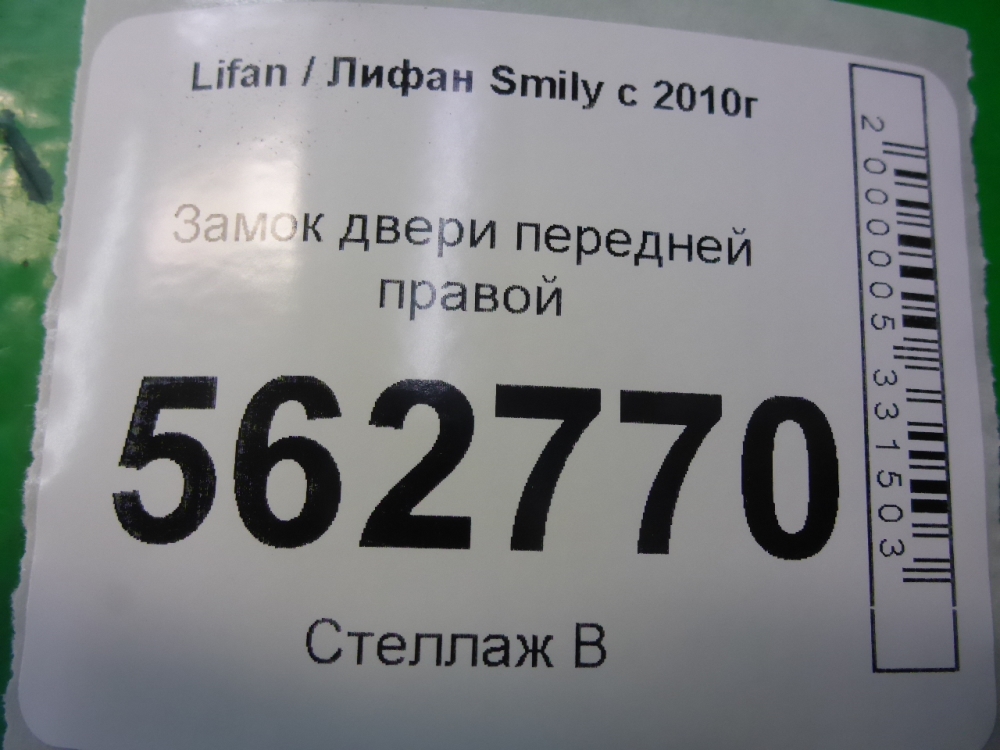 Lifan / Лифан Smily с 2010г
Замок двери передней
правой
562770
Стеллаж В
2000005331503